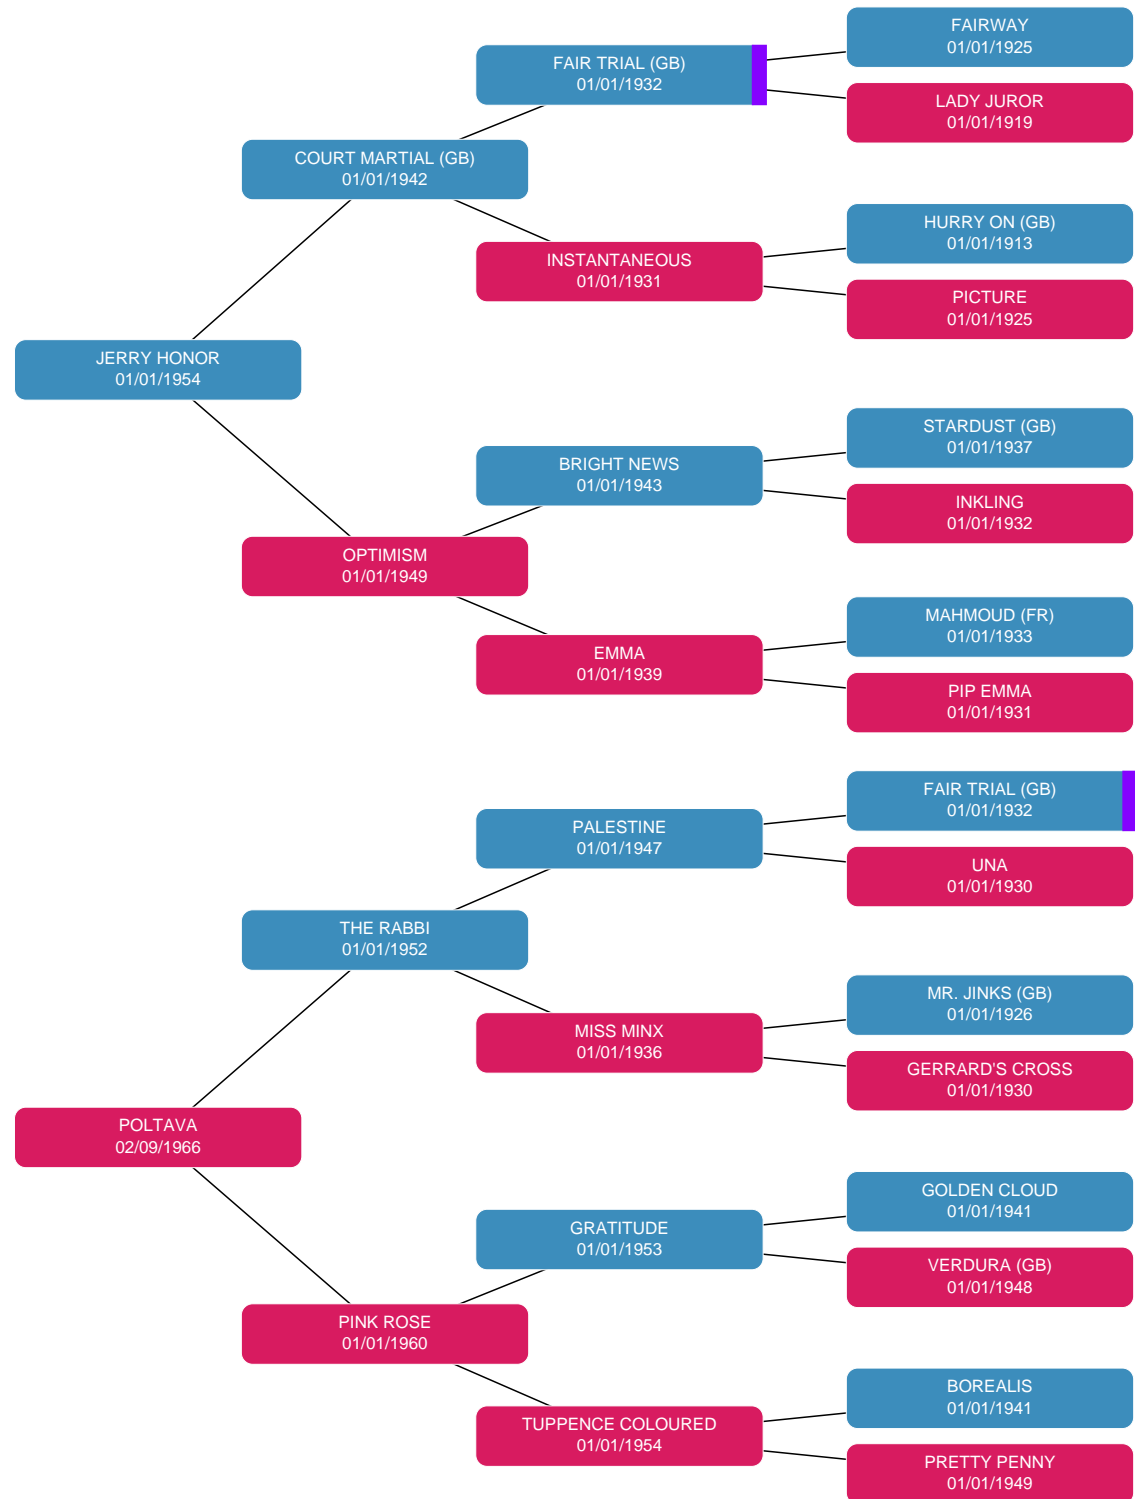 FAIRWAY
01/01/1925
FAIR TRIAL (GB)
01/01/1932
LADY JUROR
01/01/1919
COURT MARTIAL (GB)
01/01/1942
HURRY ON (GB)
01/01/1913
INSTANTANEOUS
01/01/1931
PICTURE
01/01/1925
JERRY HONOR
01/01/1954
STARDUST (GB)
01/01/1937
BRIGHT NEWS
01/01/1943
INKLING
01/01/1932
OPTIMISM
01/01/1949
MAHMOUD (FR)
01/01/1933
EMMA
01/01/1939
PIP EMMA
01/01/1931
FAIR TRIAL (GB)
01/01/1932
PALESTINE
01/01/1947
UNA
01/01/1930
THE RABBI
01/01/1952
MR. JINKS (GB)
01/01/1926
MISS MINX
01/01/1936
GERRARD'S CROSS
01/01/1930
POLTAVA
02/09/1966
GOLDEN CLOUD
01/01/1941
GRATITUDE
01/01/1953
VERDURA (GB)
01/01/1948
PINK ROSE
01/01/1960
BOREALIS
01/01/1941
TUPPENCE COLOURED
01/01/1954
PRETTY PENNY
01/01/1949